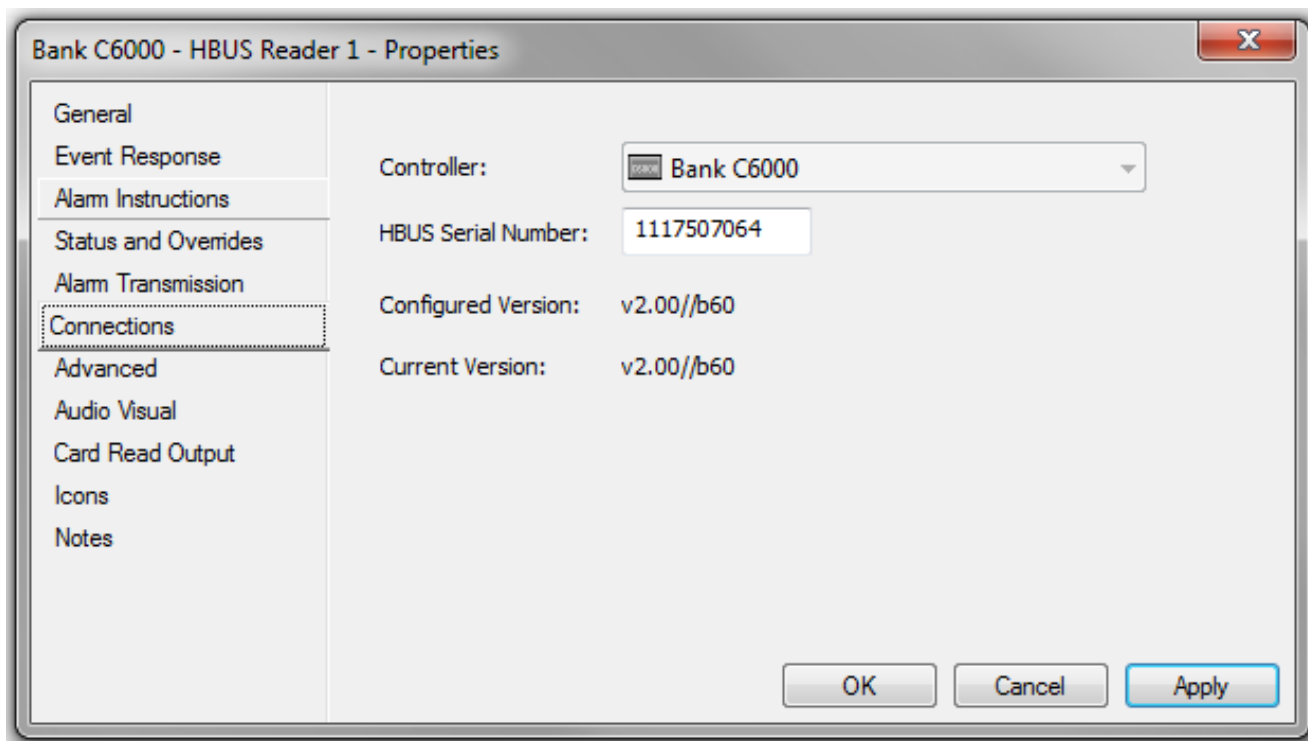 Bank C6000 - HBUS Reader 1 - Properties
General
Event Response
Alarm Instructions
Status and Overrides
Alarm Transmission
Connections
Advanced
Audio Visual
Card Read Output
Icons
Notes
Controller: Bank C6000
HBUS Serial Number: 1117507064
Configured Version: v2.00//b60
Current Version: v2.00//b60
OK Cancel Apply